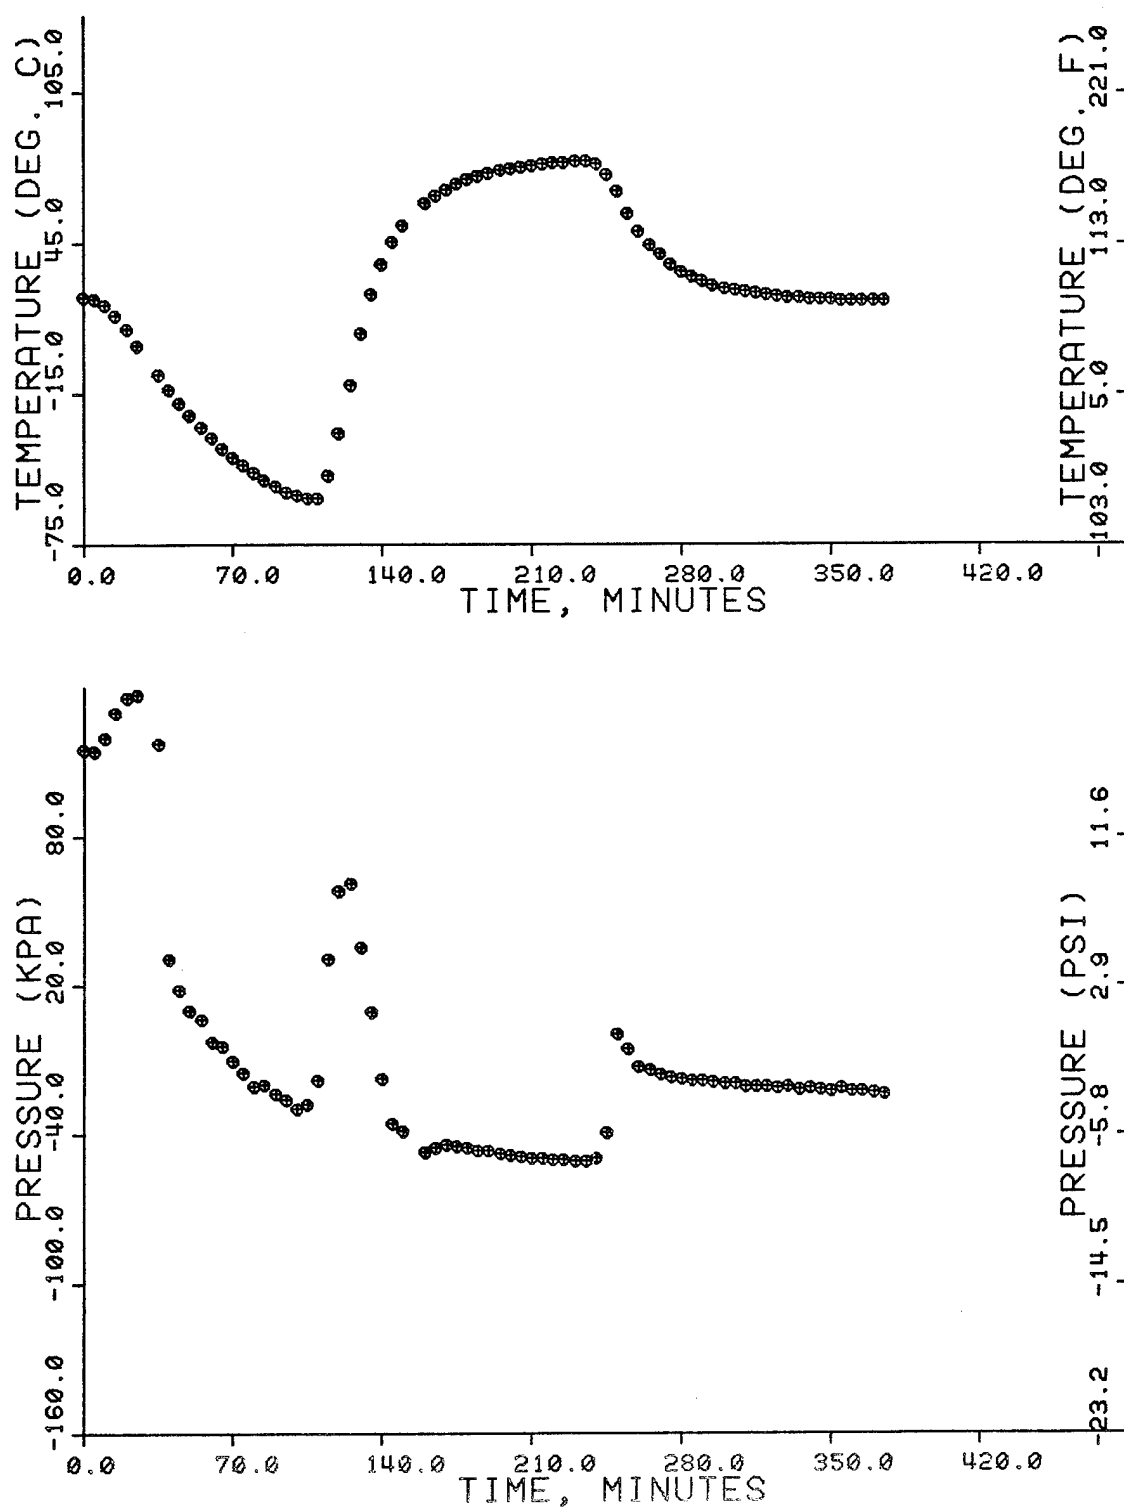 TEMPERATURE (DEG. C)
105.0
45.0
-15.0
-75.0
TEMPERATURE (DEG. F)
221.0
113.0
5.0
-103.0
0.0 70.0 140.0 210.0 280.0 350.0 420.0
TIME, MINUTES
PRESSURE (KPA)
80.0
20.0
-40.0
-100.0
-160.0
PRESSURE (PSI)
11.6
2.9
-5.8
-14.5
-23.2
0.0 70.0 140.0 210.0 280.0 350.0 420.0
TIME, MINUTES